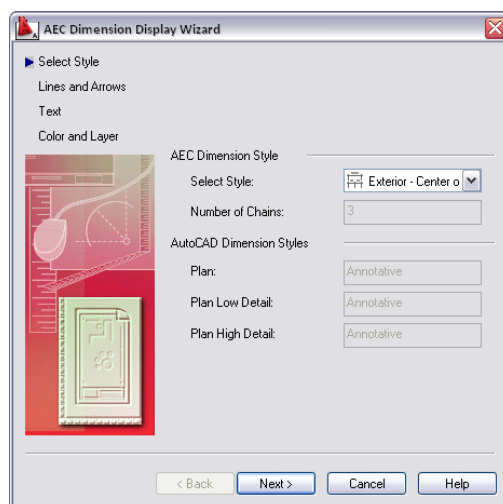 AEC Dimension Display Wizard
Select Style
Lines and Arrows
Text
Color and Layer
AEC Dimension Style
Select Style: Exterior - Center o
Number of Chains: 3
AutoCAD Dimension Styles
Plan: Annotative
Plan Low Detail: Annotative
Plan High Detail: Annotative
< Back Next > Cancel Help